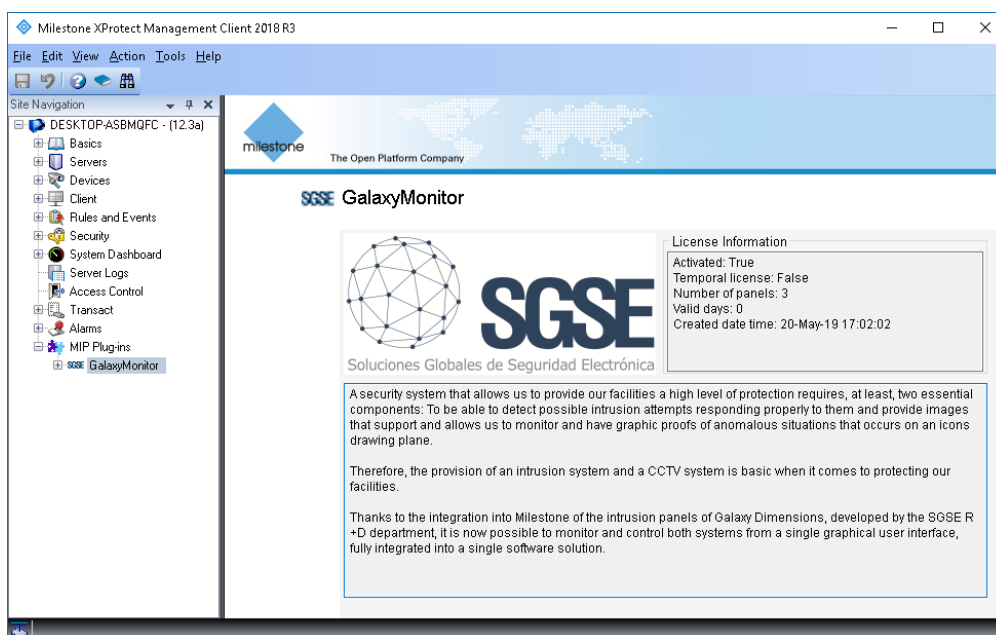 Milestone XProtect Management Client 2018 R3
File Edit View Action Tools Help
Site Navigation
DESKTOP-ASBMQFC - (12.3a)
Basics
Servers
Devices
Client
Rules and Events
Security
System Dashboard
Server Logs
Access Control
Transact
Alarms
MIP Plug-ins
SGSE GalaxyMonitor
milestone
The Open Platform Company
SGSE GalaxyMonitor
SGSE
Soluciones Globales de Seguridad Electrónica
License Information
Activated: True
Temporal license: False
Number of panels: 3
Valid days: 0
Created date time: 20-May-19 17:02:02
A security system that allows us to provide our facilities a high level of protection requires, at least, two essential
components: To be able to detect possible intrusion attempts responding properly to them and provide images
that support and allows us to monitor and have graphic proofs of anomalous situations that occurs on an icons
drawing plane.
Therefore, the provision of an intrusion system and a CCTV system is basic when it comes to protecting our
facilities.
Thanks to the integration into Milestone of the intrusion panels of Galaxy Dimensions, developed by the SGSE R
+D department, it is now possible to monitor and control both systems from a single graphical user interface,
fully integrated into a single software solution.